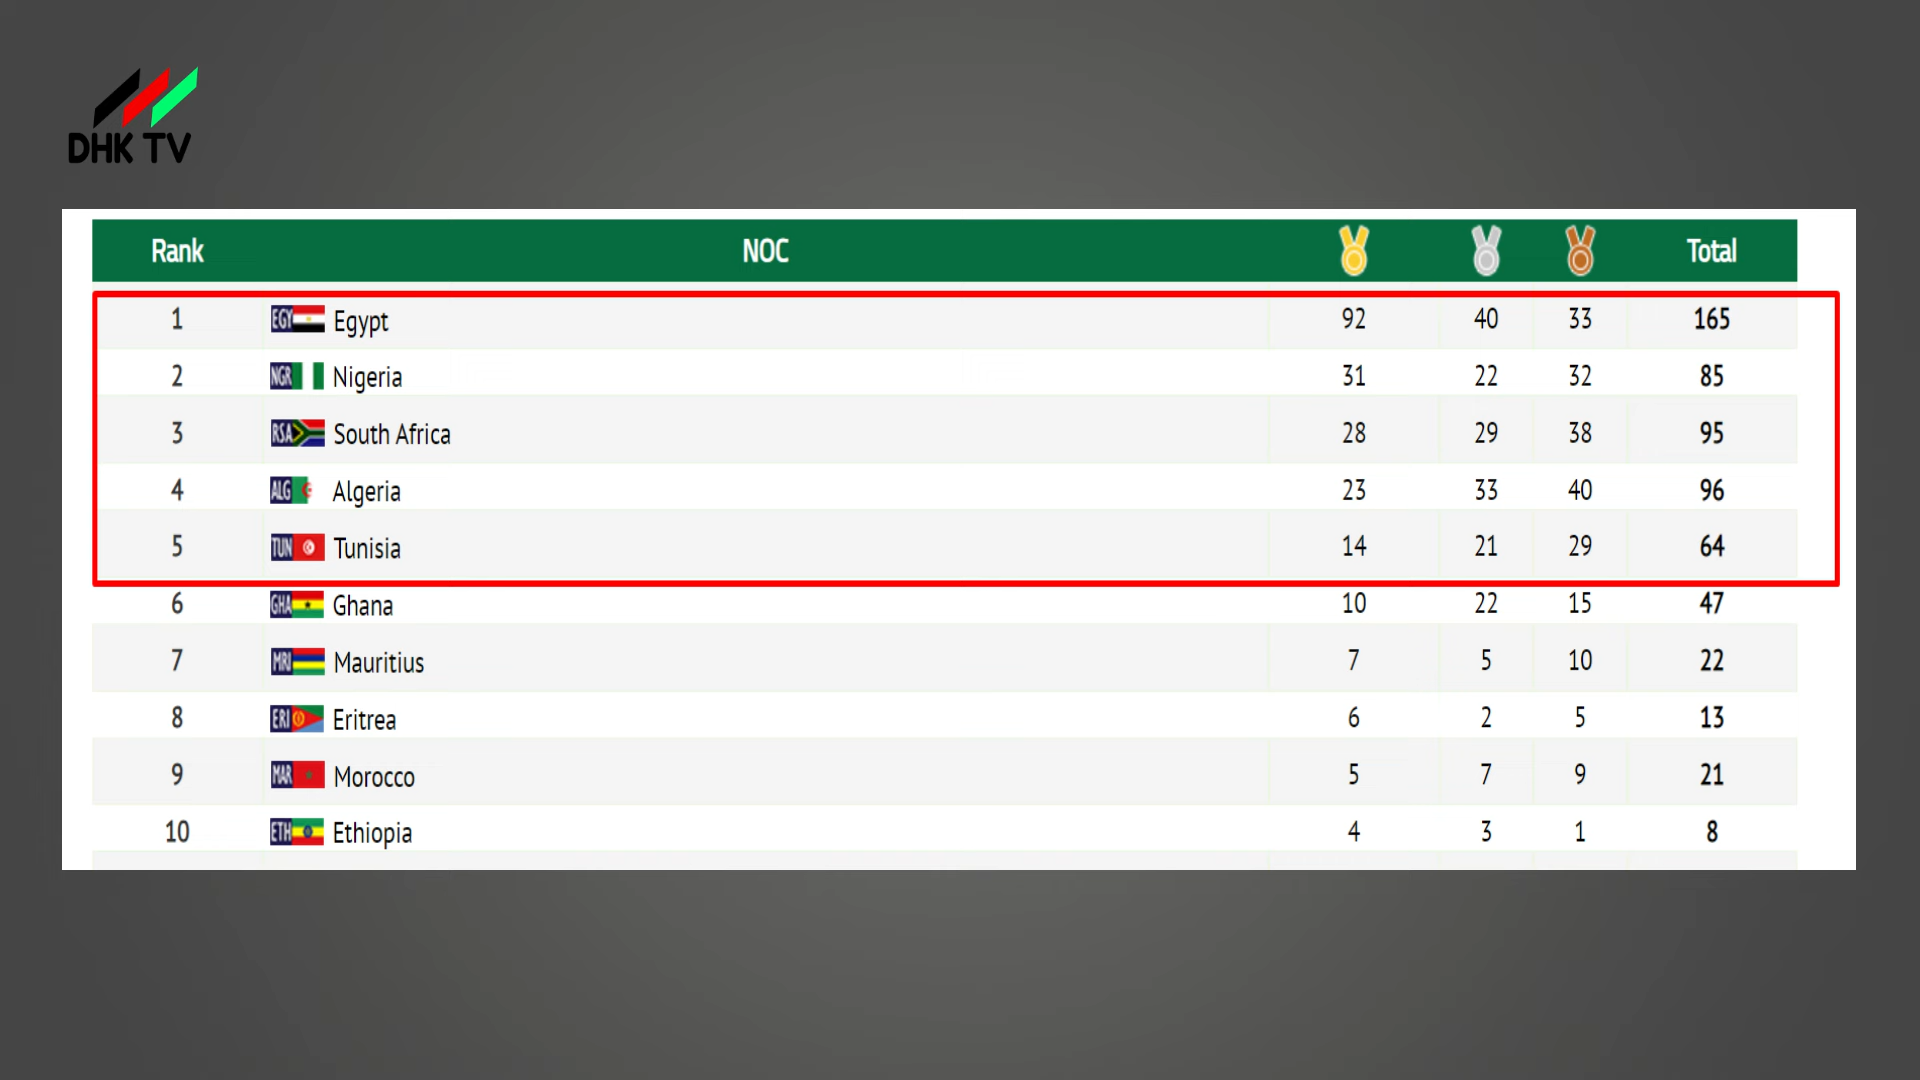 DHK TV
Rank NOC Total
1 EGY Egypt 92 40 33 165
2 NGR Nigeria 31 22 32 85
3 RSA South Africa 28 29 38 95
4 ALG Algeria 23 33 40 96
5 TUN Tunisia 14 21 29 64
6 GHA Ghana 10 22 15 47
7 MRI Mauritius 7 5 10 22
8 ERI Eritrea 6 2 5 13
9 MAR Morocco 5 7 9 21
10 ETH Ethiopia 4 3 1 8